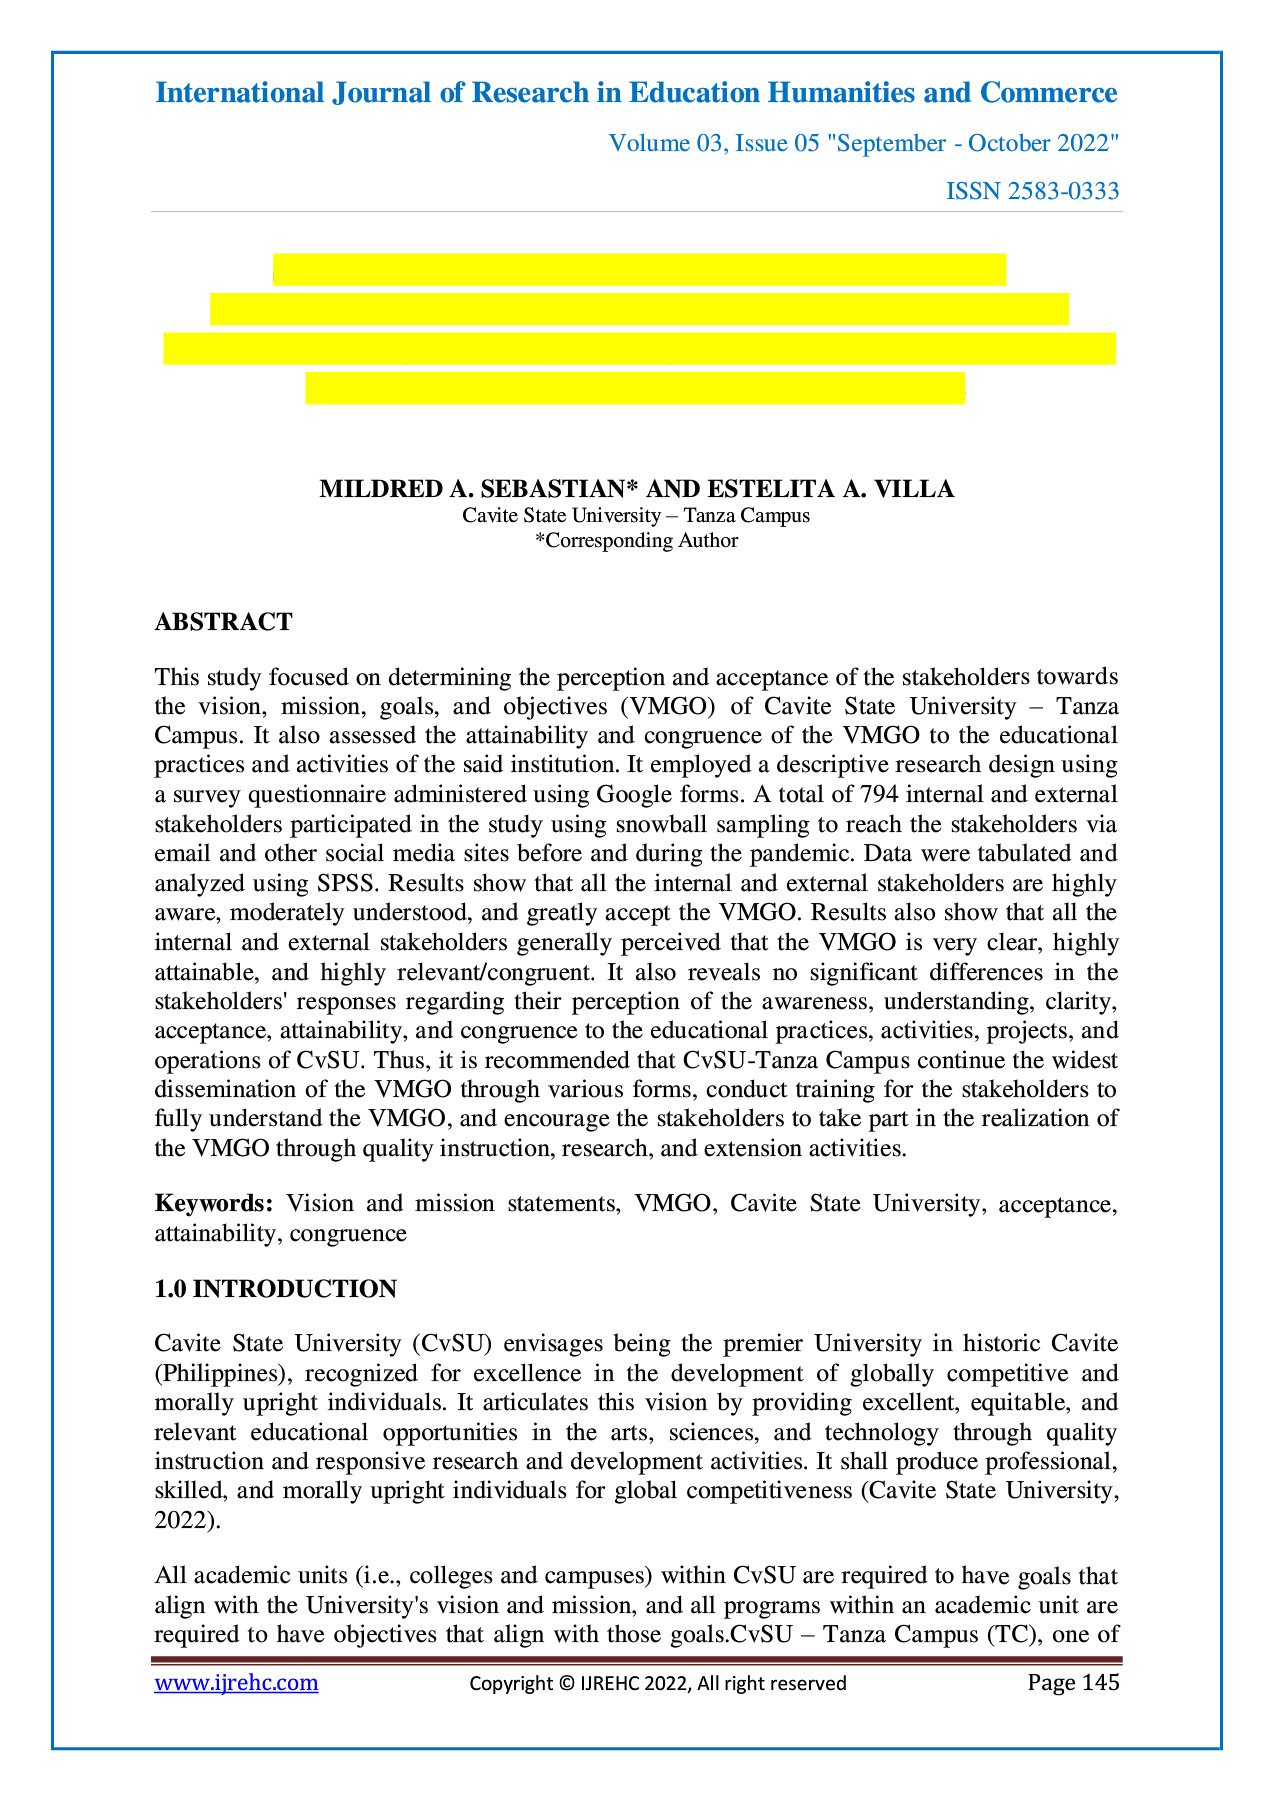 International Journal of Research in Education Humanities and Commerce
Volume 03, Issue 05 "September - October 2022"
ISSN 2583-0333
MILDRED A. SEBASTIAN* AND ESTELITA A. VILLA
Cavite State University – Tanza Campus
*Corresponding Author
ABSTRACT
This study focused on determining the perception and acceptance of the stakeholders towards
the vision, mission, goals, and objectives (VMGO) of Cavite State University – Tanza
Campus. It also assessed the attainability and congruence of the VMGO to the educational
practices and activities of the said institution. It employed a descriptive research design using
a survey questionnaire administered using Google forms. A total of 794 internal and external
stakeholders participated in the study using snowball sampling to reach the stakeholders via
email and other social media sites before and during the pandemic. Data were tabulated and
analyzed using SPSS. Results show that all the internal and external stakeholders are highly
aware, moderately understood, and greatly accept the VMGO. Results also show that all the
internal and external stakeholders generally perceived that the VMGO is very clear, highly
attainable, and highly relevant/congruent. It also reveals no significant differences in the
stakeholders' responses regarding their perception of the awareness, understanding, clarity,
acceptance, attainability, and congruence to the educational practices, activities, projects, and
operations of CvSU. Thus, it is recommended that CvSU-Tanza Campus continue the widest
dissemination of the VMGO through various forms, conduct training for the stakeholders to
fully understand the VMGO, and encourage the stakeholders to take part in the realization of
the VMGO through quality instruction, research, and extension activities.
Keywords: Vision and mission statements, VMGO, Cavite State University, acceptance,
attainability, congruence
1.0 INTRODUCTION
Cavite State University (CvSU) envisages being the premier University in historic Cavite
(Philippines), recognized for excellence in the development of globally competitive and
morally upright individuals. It articulates this vision by providing excellent, equitable, and
relevant educational opportunities in the arts, sciences, and technology through quality
instruction and responsive research and development activities. It shall produce professional,
skilled, and morally upright individuals for global competitiveness (Cavite State University,
2022).
All academic units (i.e., colleges and campuses) within CvSU are required to have goals that
align with the University's vision and mission, and all programs within an academic unit are
required to have objectives that align with those goals.CvSU – Tanza Campus (TC), one of
www.ijrehc.com Copyright © IJREHC 2022, All right reserved Page 145